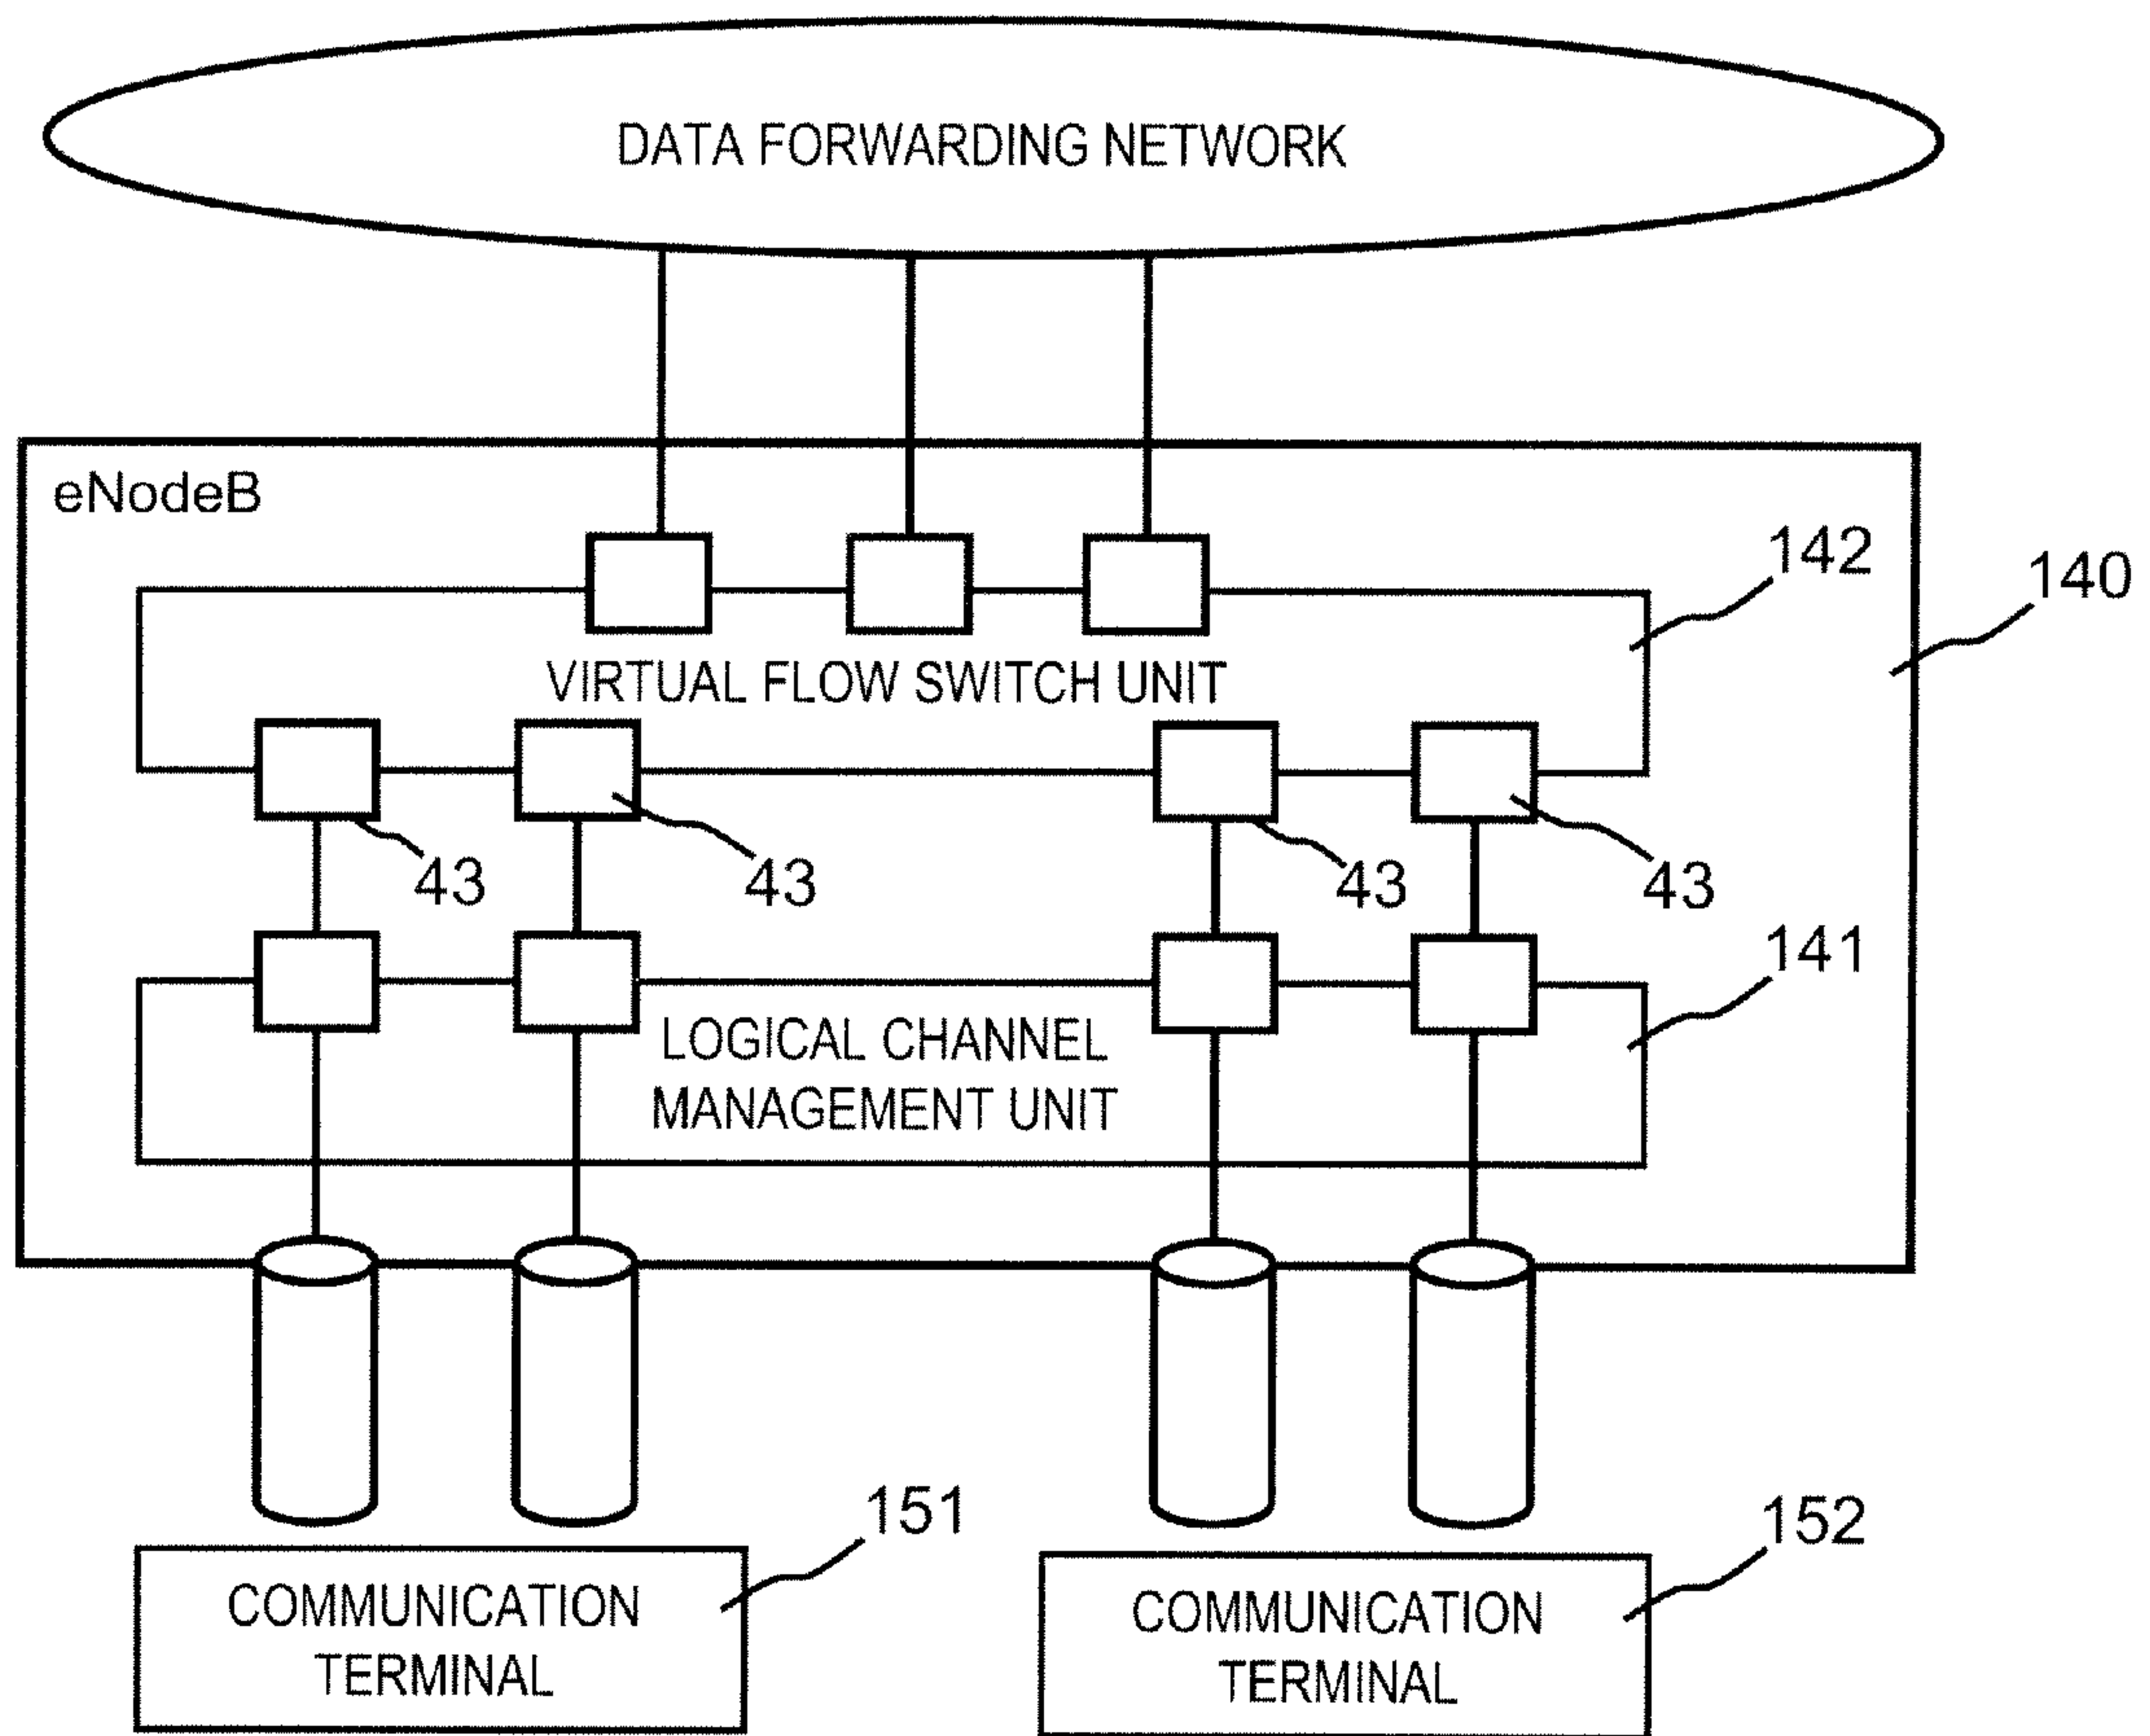 DATA FORWARDING NETWORK
eNodeB
142
140
VIRTUAL FLOW SWITCH UNIT
43
43
43
43
141
LOGICAL CHANNEL
MANAGEMENT UNIT
151
152
COMMUNICATION
TERMINAL
COMMUNICATION
TERMINAL